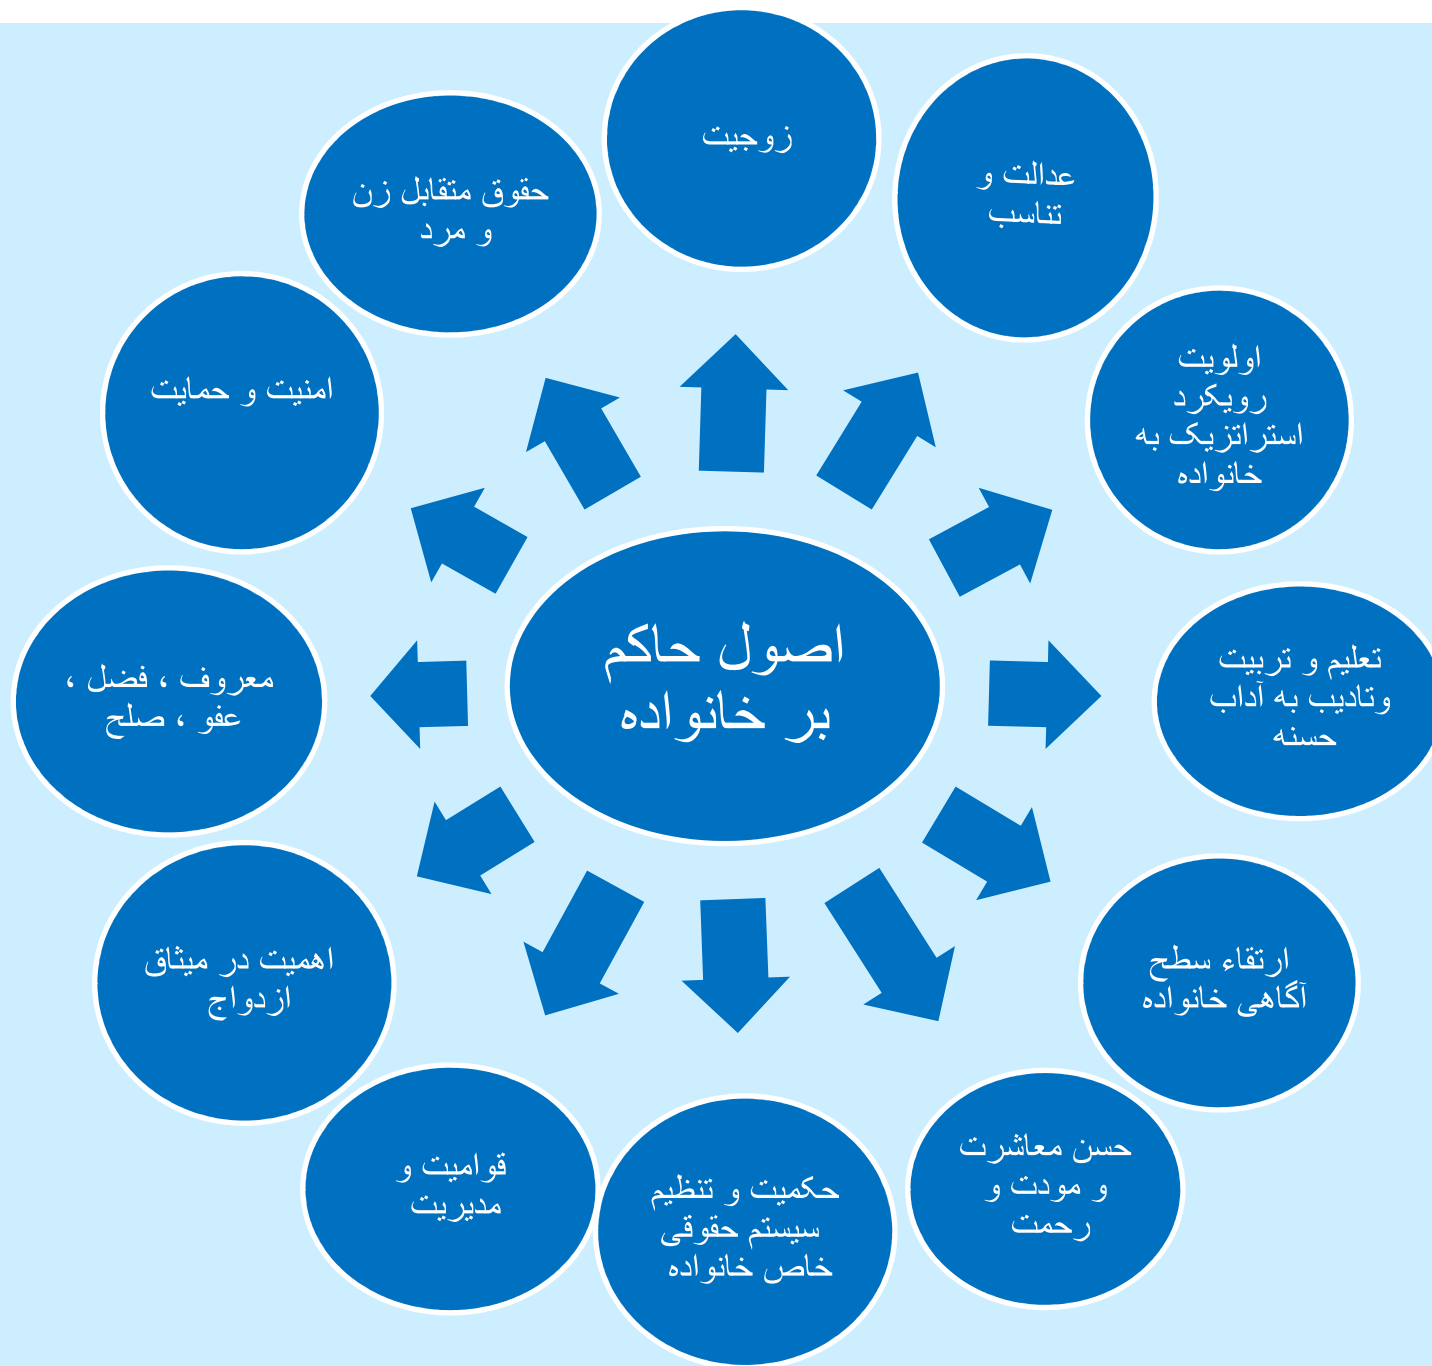 اصول حاکم
بر خانواده
زوجیت
عدالت و
تناسب
اولویت
رویکرد
استراتزیک به
خانواده
تعلیم و تربیت
وتادیب به آداب
حسنه
ارتقاء سطح
آگاهی خانواده
حسن معاشرت
و مودت و
رحمت
حکمیت و تنظیم
سیستم حقوقی
خاص خانواده
قوامیت و
مدیریت
اهمیت در میثاق
ازدواج
معروف ، فضل ،
عفو ، صلح
امنیت و حمایت
حقوق متقابل زن
و مرد